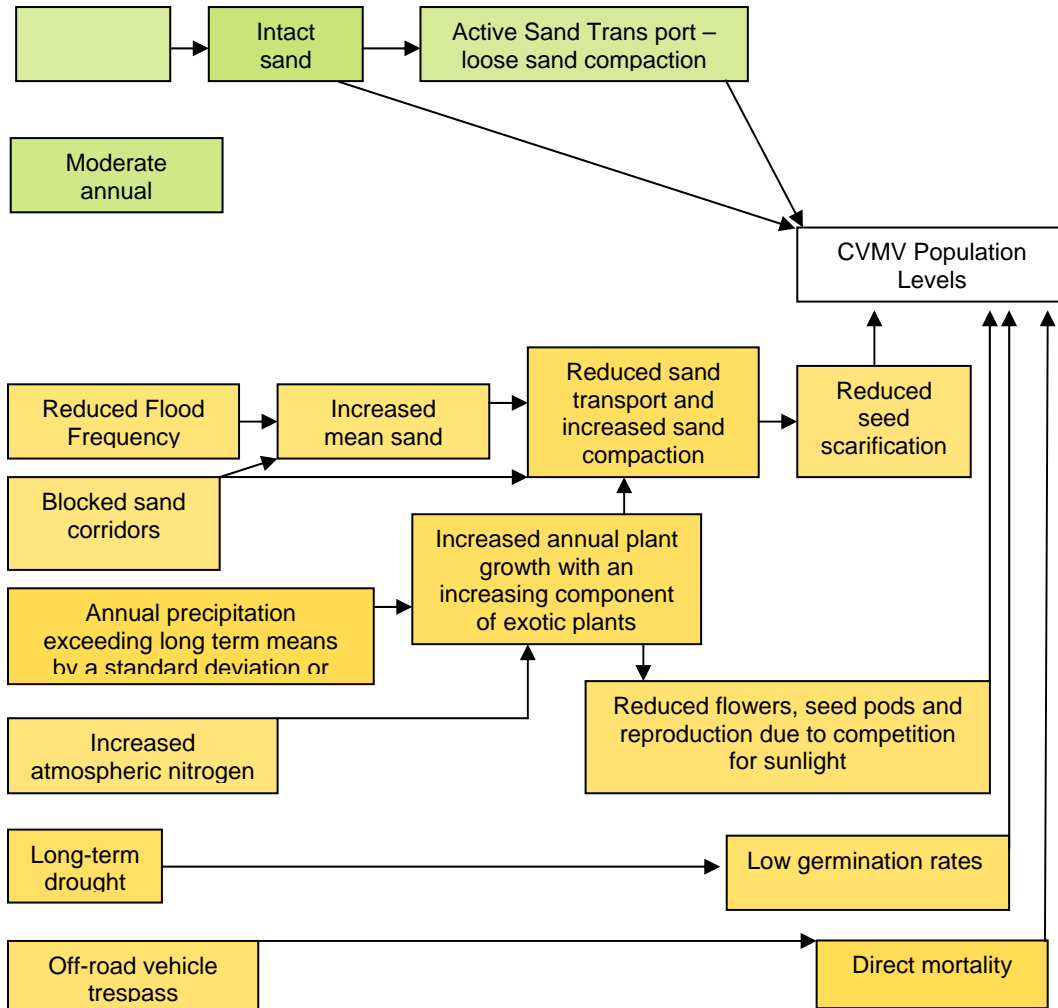 Intact
sand
Active Sand Trans port –
loose sand compaction
Moderate
annual
CVMV Population
Levels
Reduced Flood
Frequency
Increased
mean sand
Reduced sand
transport and
increased sand
compaction
Reduced
seed
scarification
Blocked sand
corridors
Increased annual plant
growth with an
increasing component
of exotic plants
Annual precipitation
exceeding long term means
by a standard deviation or
Reduced flowers, seed pods and
reproduction due to competition
for sunlight
Increased
atmospheric nitrogen
Long-term
drought
Low germination rates
Off-road vehicle
trespass
Direct mortality